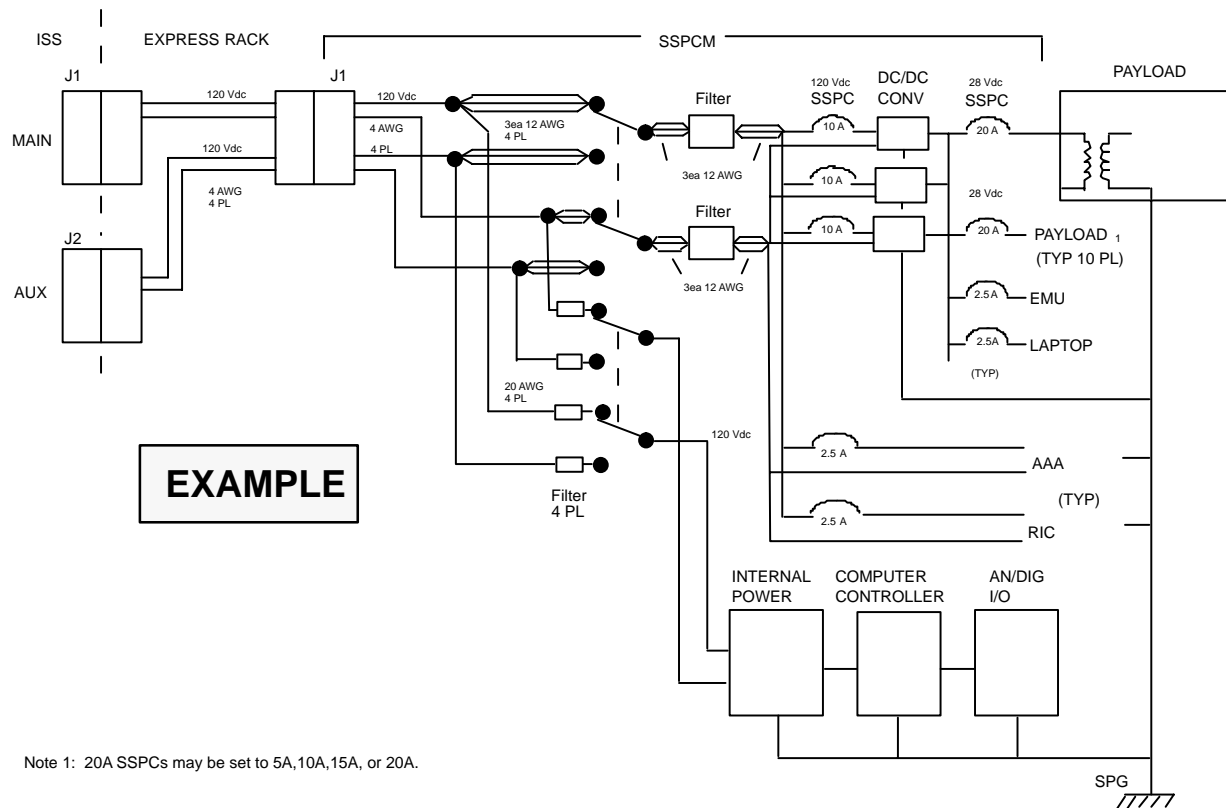 ISS
EXPRESS RACK
SSPCM
J1
J1
120 Vdc
120 Vdc
4 AWG
4 PL
120 Vdc
4 AWG
4 PL
MAIN
J2
AUX
3ea 12 AWG
4 PL
Filter
3ea 12 AWG
Filter
3ea 12 AWG
120 Vdc
SSPC
DC/DC
CONV
28 Vdc
SSPC
PAYLOAD
10 A
20 A
10 A
28 Vdc
10 A
20 A
PAYLOAD 1
(TYP 10 PL)
2.5 A
EMU
2.5A
LAPTOP
(TYP)
20 AWG
4 PL
120 Vdc
Filter
4 PL
2.5 A
AAA
(TYP)
2.5 A
RIC
EXAMPLE
INTERNAL
POWER
COMPUTER
CONTROLLER
AN/DIG
I/O
Note 1: 20A SSPCs may be set to 5A,10A,15A, or 20A.
SPG